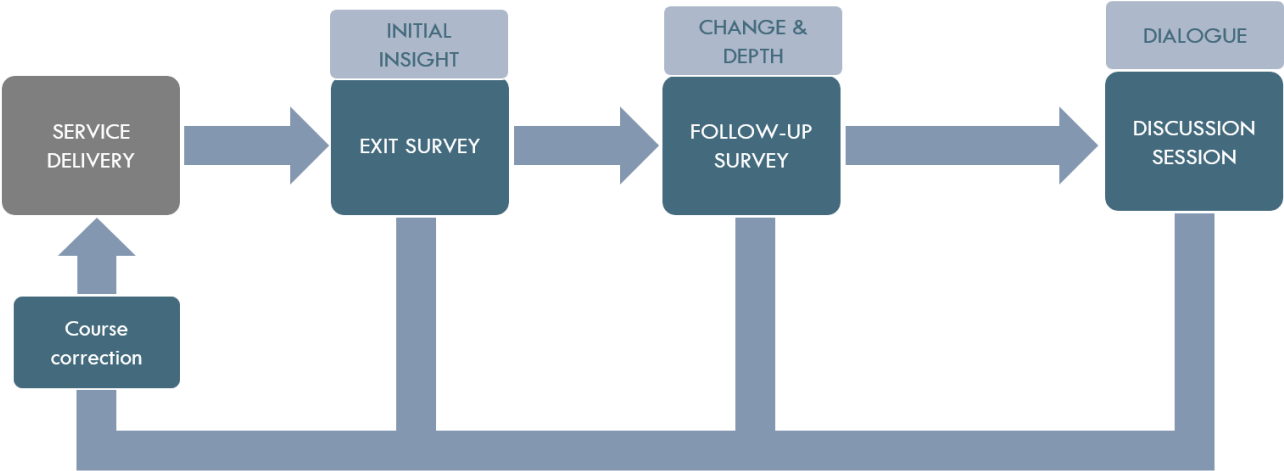 INITIAL
INSIGHT
CHANGE &
DEPTH
DIALOGUE
SERVICE
DELIVERY
EXIT SURVEY
FOLLOW-UP
SURVEY
DISCUSSION
SESSION
Course
correction